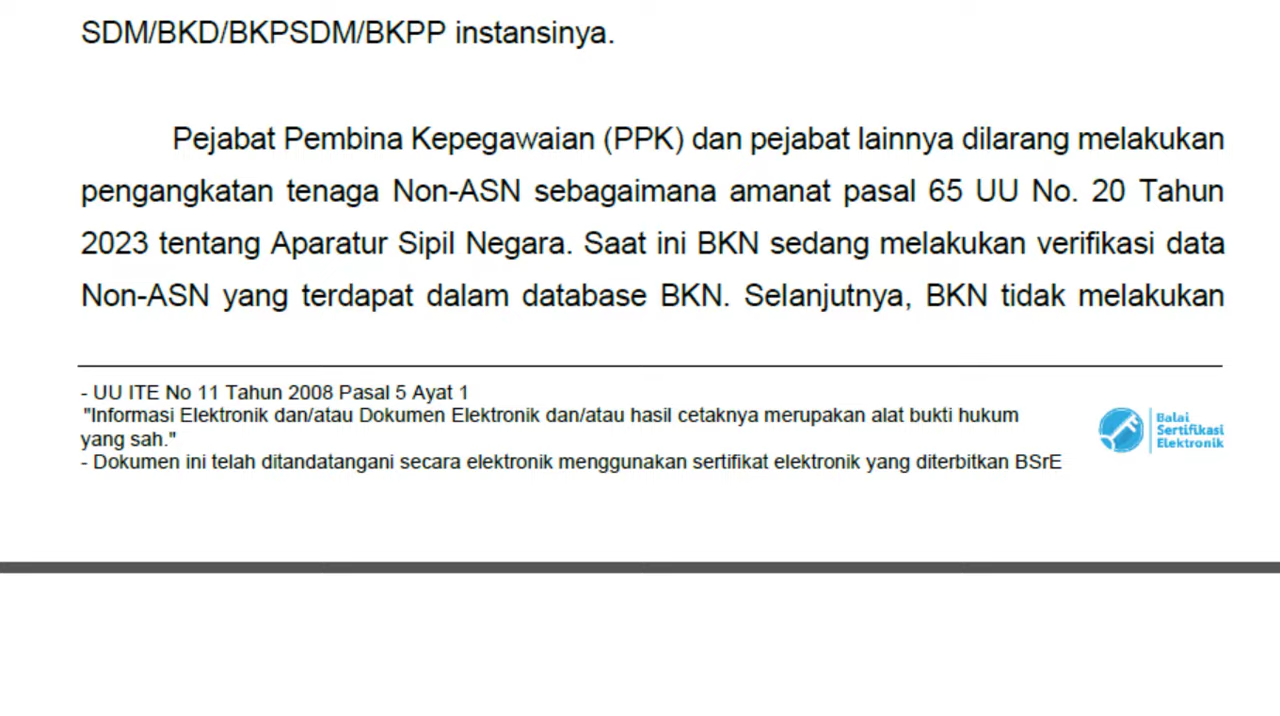 SDM/BKD/BKPSDM/BKPP instansinya.
Pejabat Pembina Kepegawaian (PPK) dan pejabat lainnya dilarang melakukan
pengangkatan tenaga Non-ASN sebagaimana amanat pasal 65 UU No. 20 Tahun
2023 tentang Aparatur Sipil Negara. Saat ini BKN sedang melakukan verifikasi data
Non-ASN yang terdapat dalam database BKN. Selanjutnya, BKN tidak melakukan
- UU ITE No 11 Tahun 2008 Pasal 5 Ayat 1
"Informasi Elektronik dan/atau Dokumen Elektronik dan/atau hasil cetaknya merupakan alat bukti hukum
yang sah."
- Dokumen ini telah ditandatangani secara elektronik menggunakan sertifikat elektronik yang diterbitkan BSrE
Balai
Sertifikasi
Elektronik